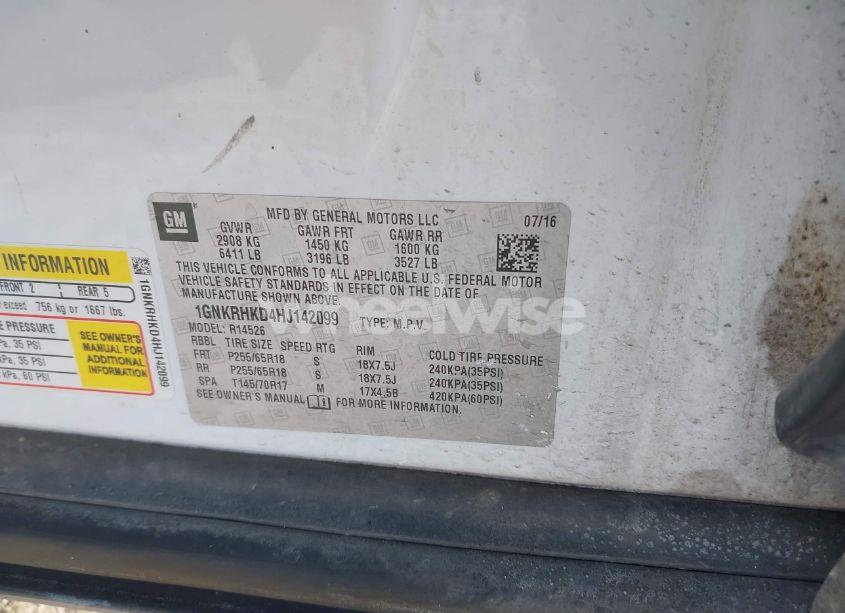 GM
MFD BY GENERAL MOTORS LLC
07/16
GVWR GAWR FRT GAWR RR
2908 KG 1450 KG 1600 KG
6411 LB 3196 LB 3527 LB
THIS VEHICLE CONFORMS TO ALL APPLICABLE U.S. FEDERAL MOTOR
VEHICLE SAFETY STANDARDS IN EFFECT ON THE DATE OF
MANUFACTURE SHOWN ABOVE.
1GNKRHKD4HJ142099 TYPE: M.P.V.
MODEL: R14526
RBBL TIRE SIZE SPEED RTG RIM COLD TIRE PRESSURE
FRT P255/65R18 S 18X7.5J 240KPA(35PSI)
RR P255/65R18 S 18X7.5J 240KPA(35PSI)
SPA T145/70R17 M 17X4.5B 420KPA(60PSI)
SEE OWNER'S MANUAL FOR MORE INFORMATION.
INFORMATION
FRONT 2 REAR 5
exceed 756 kg or 1667 lbs.
PRESSURE
kPa, 35 PSI
kPa, 35 PSI
kPa, 60 PSI
SEE OWNER'S
MANUAL FOR
ADDITIONAL
INFORMATION
1GNKRHKD4HJ142099
wheelwise